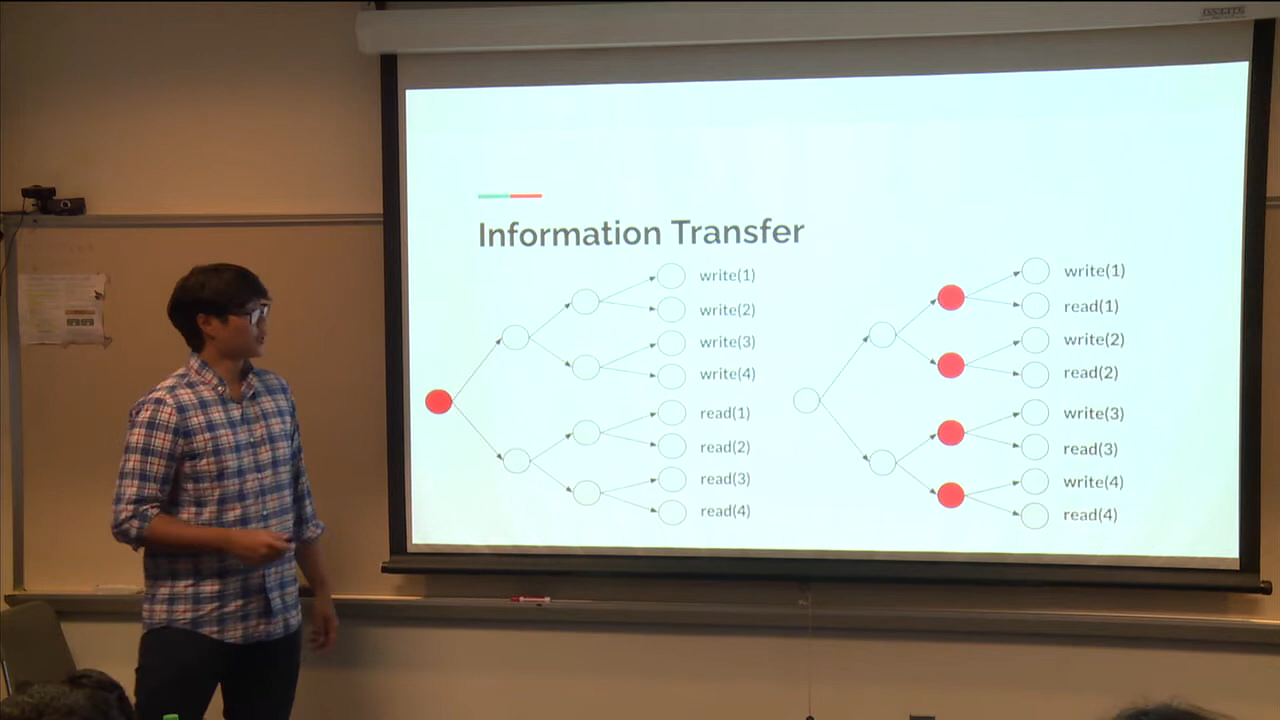 Information Transfer
write(1)
write(2)
write(3)
write(4)
read(1)
read(2)
read(3)
read(4)
write(1)
read(1)
write(2)
read(2)
write(3)
read(3)
write(4)
read(4)